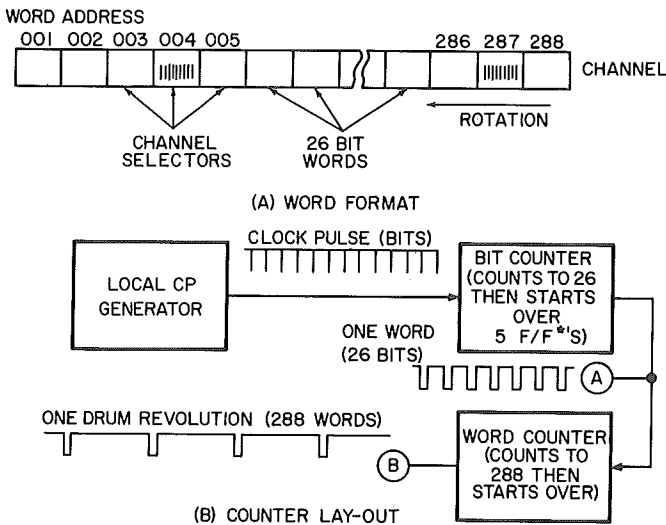 WORD ADDRESS
001 002 003 004 005 286 287 288
CHANNEL
ROTATION
CHANNEL
SELECTORS
26 BIT
WORDS
(A) WORD FORMAT
CLOCK PULSE (BITS)
LOCAL CP
GENERATOR
BIT COUNTER
(COUNTS TO 26
THEN STARTS
OVER
5 F/F*'S)
ONE WORD
(26 BITS)
A
ONE DRUM REVOLUTION (288 WORDS)
B
WORD COUNTER
(COUNTS TO
288 THEN
STARTS OVER)
(B) COUNTER LAY-OUT